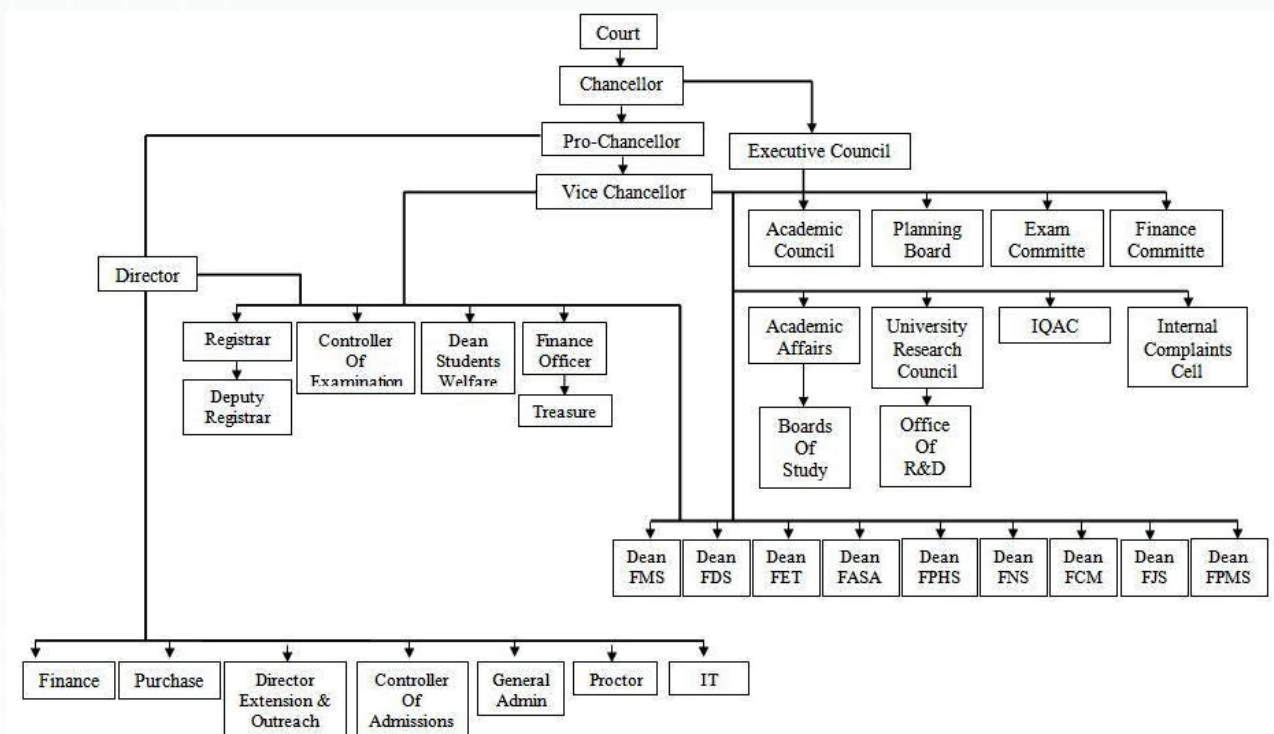 Court
Chancellor
Pro-Chancellor
Executive Council
Vice Chancellor
Academic
Council
Planning
Board
Exam
Committe
Finance
Committe
Director
Registrar
Controller
Of
Examination
Dean
Students
Welfare
Finance
Officer
Academic
Affairs
University
Research
Council
IQAC
Internal
Complaints
Cell
Deputy
Registrar
Treasure
Boards
Of
Study
Office
Of
R&D
Dean
FMS
Dean
FDS
Dean
FET
Dean
FASA
Dean
FPHS
Dean
FNS
Dean
FCM
Dean
FJS
Dean
FPMS
Finance
Purchase
Director
Extension &
Outreach
Controller
Of
Admissions
General
Admin
Proctor
IT